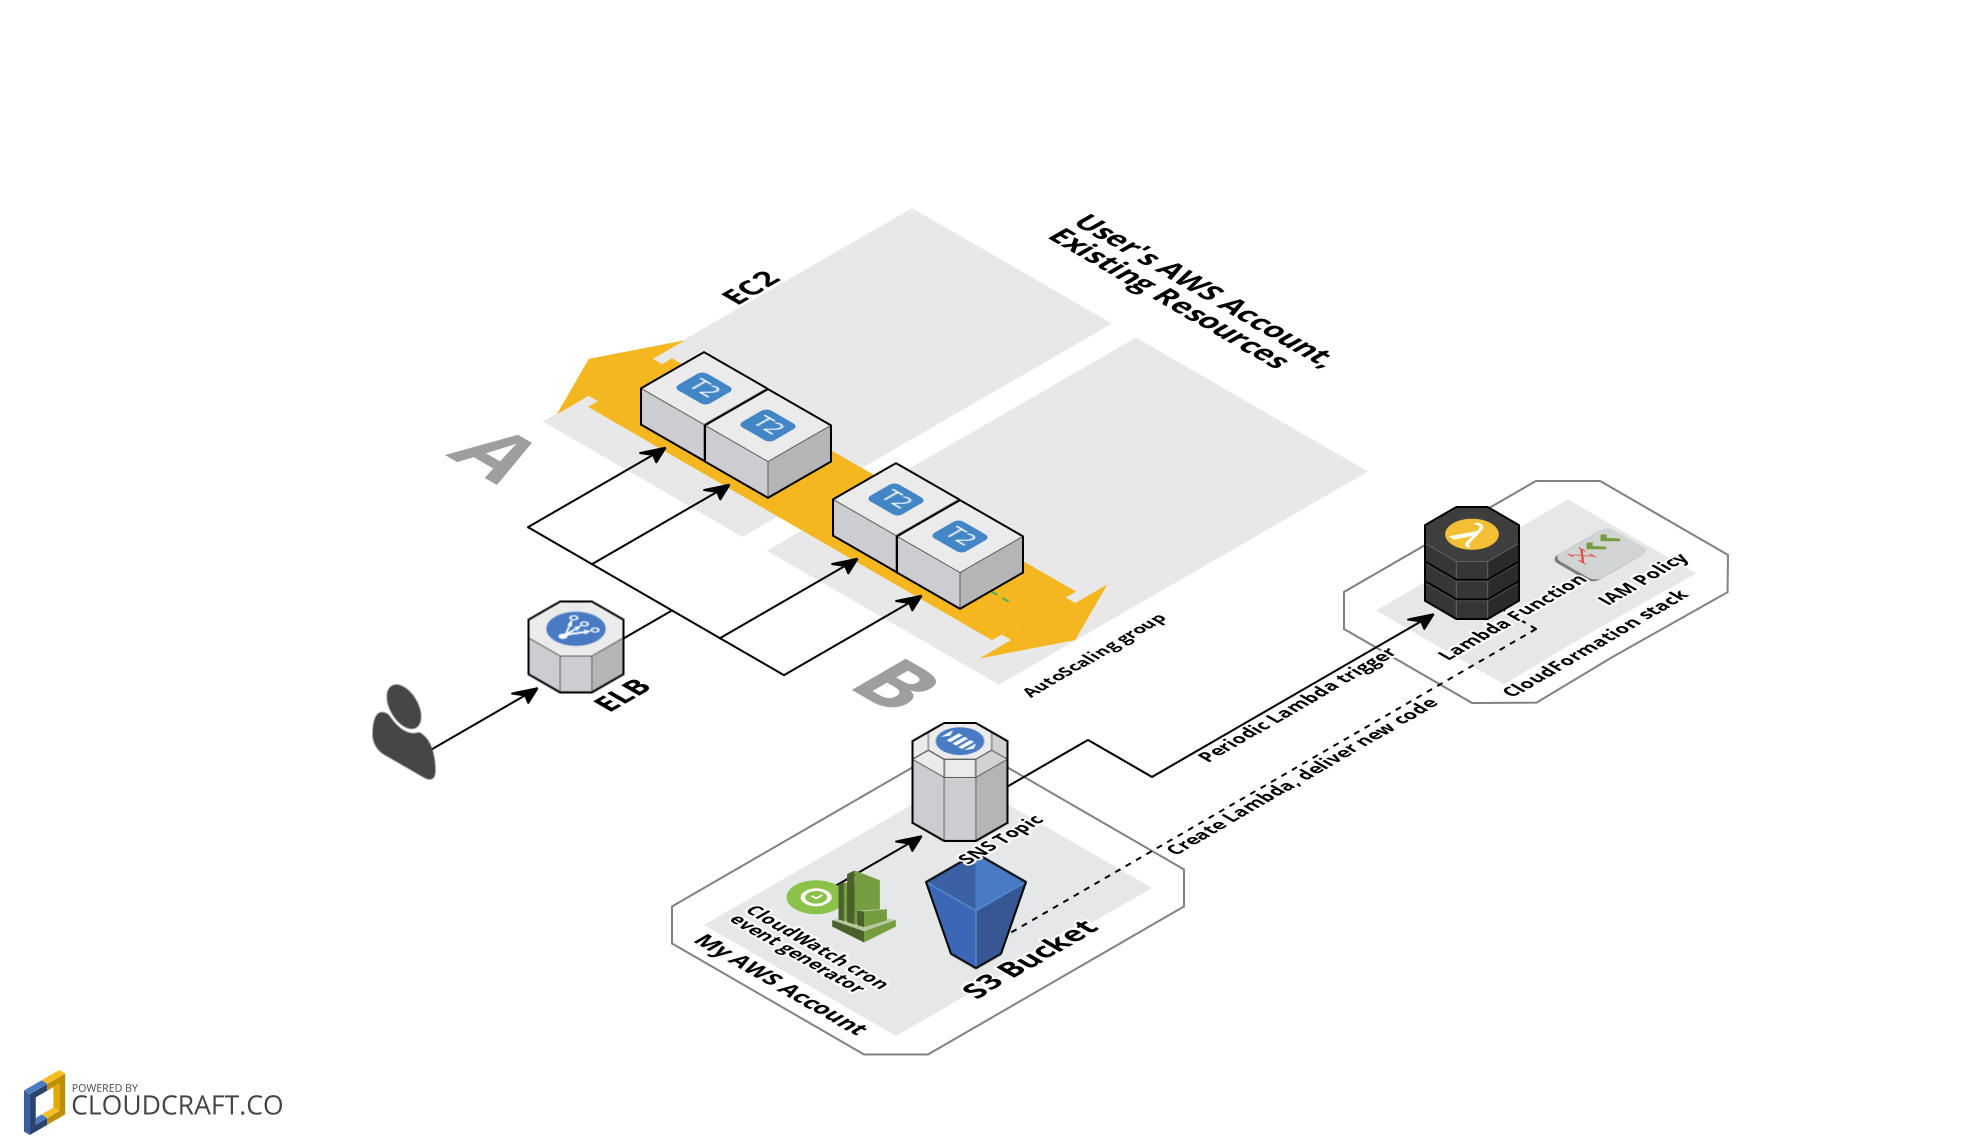 User's AWS Account,
Existing Resources
EC2
T2
T2
T2
T2
A
B
AutoScaling group
ELB
Lambda Function
IAM Policy
CloudFormation stack
Periodic Lambda trigger
Create Lambda, deliver new code
SNS Topic
CloudWatch cron
event generator
My AWS Account
S3 Bucket
POWERED BY
CLOUDCRAFT.CO